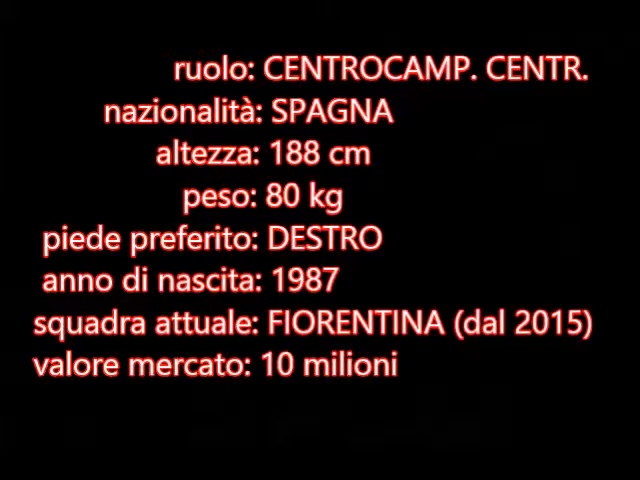 ruolo: CENTROCAMP. CENTR.
nazionalità: SPAGNA
altezza: 188 cm
peso: 80 kg
piede preferito: DESTRO
anno di nascita: 1987
squadra attuale: FIORENTINA (dal 2015)
valore mercato: 10 milioni